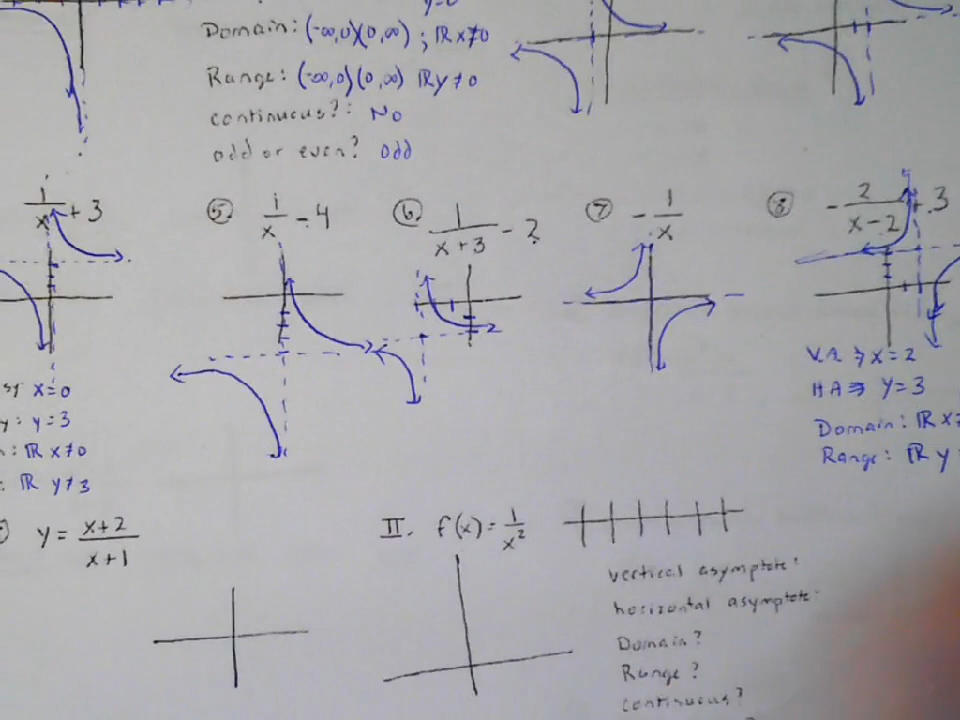 y=0
Domain: (-∞,0)(0,∞) ; ℝ x≠0
Range: (-∞,0)(0,∞) ℝ y≠0
continuous?: No
odd or even? odd
1/x + 3
⑤ 1/x - 4
⑥ 1/(x+3) - 2
⑦ - 1/x
⑧ - 2/(x-2) + 3
x=0
y: y=3
: ℝ x≠0
: ℝ y≠3
V.A ⇒ x=2
HA ⇒ y=3
Domain: ℝ x≠
Range: ℝ y
y = (x+2)/(x+1)
II. f(x) = 1/x²
vertical asymptote:
horizontal asymptote:
Domain?
Range?
continuous?